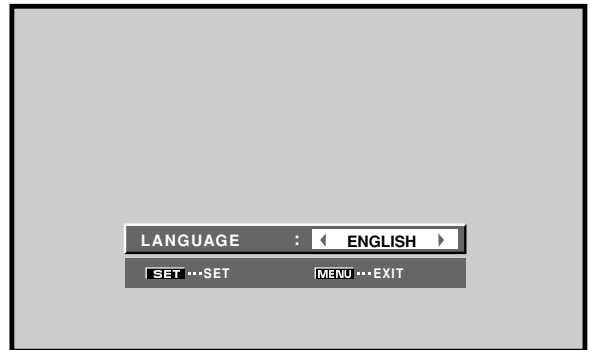 LANGUAGE : ◀ ENGLISH ▶
SET ···SET MENU ···EXIT